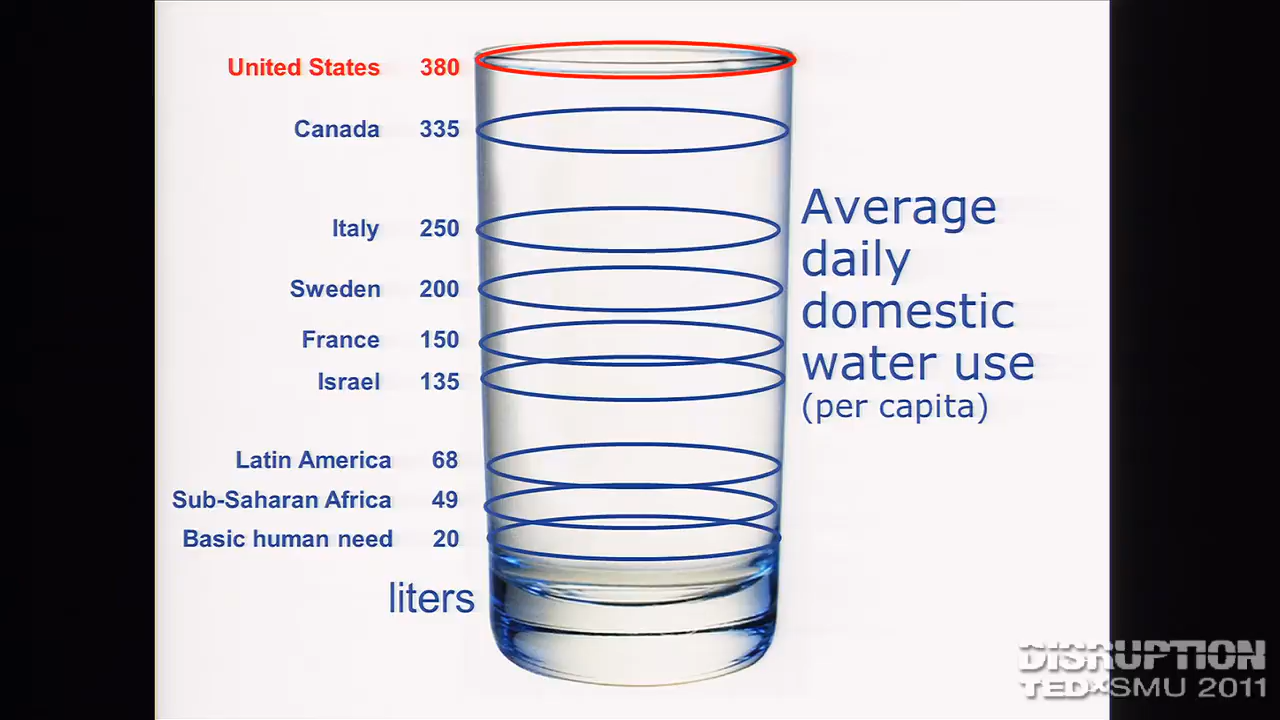 United States 380
Canada 335
Italy 250
Sweden 200
France 150
Israel 135
Latin America 68
Sub-Saharan Africa 49
Basic human need 20
liters
Average
daily
domestic
water use
(per capita)
DISRUPTION
TEDxSMU 2011